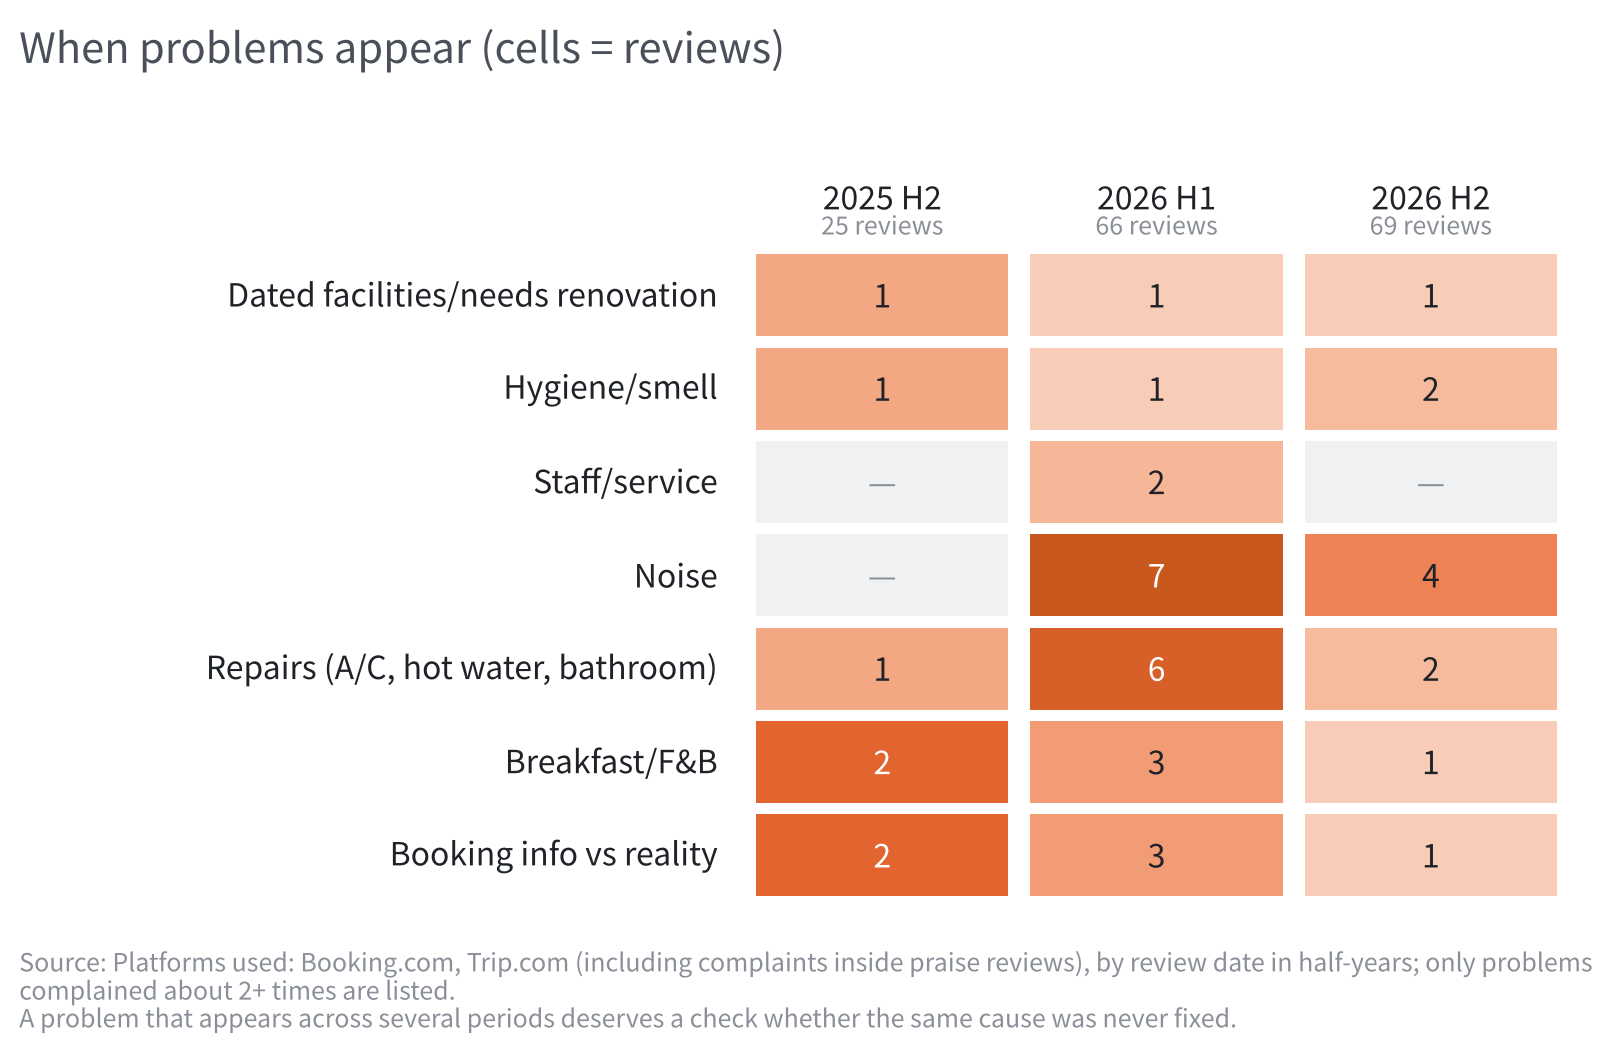 When problems appear (cells = reviews)
2025 H2 2026 H1 2026 H2
25 reviews 66 reviews 69 reviews
Dated facilities/needs renovation 1 1 1
Hygiene/smell 1 1 2
Staff/service — 2 —
Noise — 7 4
Repairs (A/C, hot water, bathroom) 1 6 2
Breakfast/F&B 2 3 1
Booking info vs reality 2 3 1
Source: Platforms used: Booking.com, Trip.com (including complaints inside praise reviews), by review date in half-years; only problems
complained about 2+ times are listed.
A problem that appears across several periods deserves a check whether the same cause was never fixed.